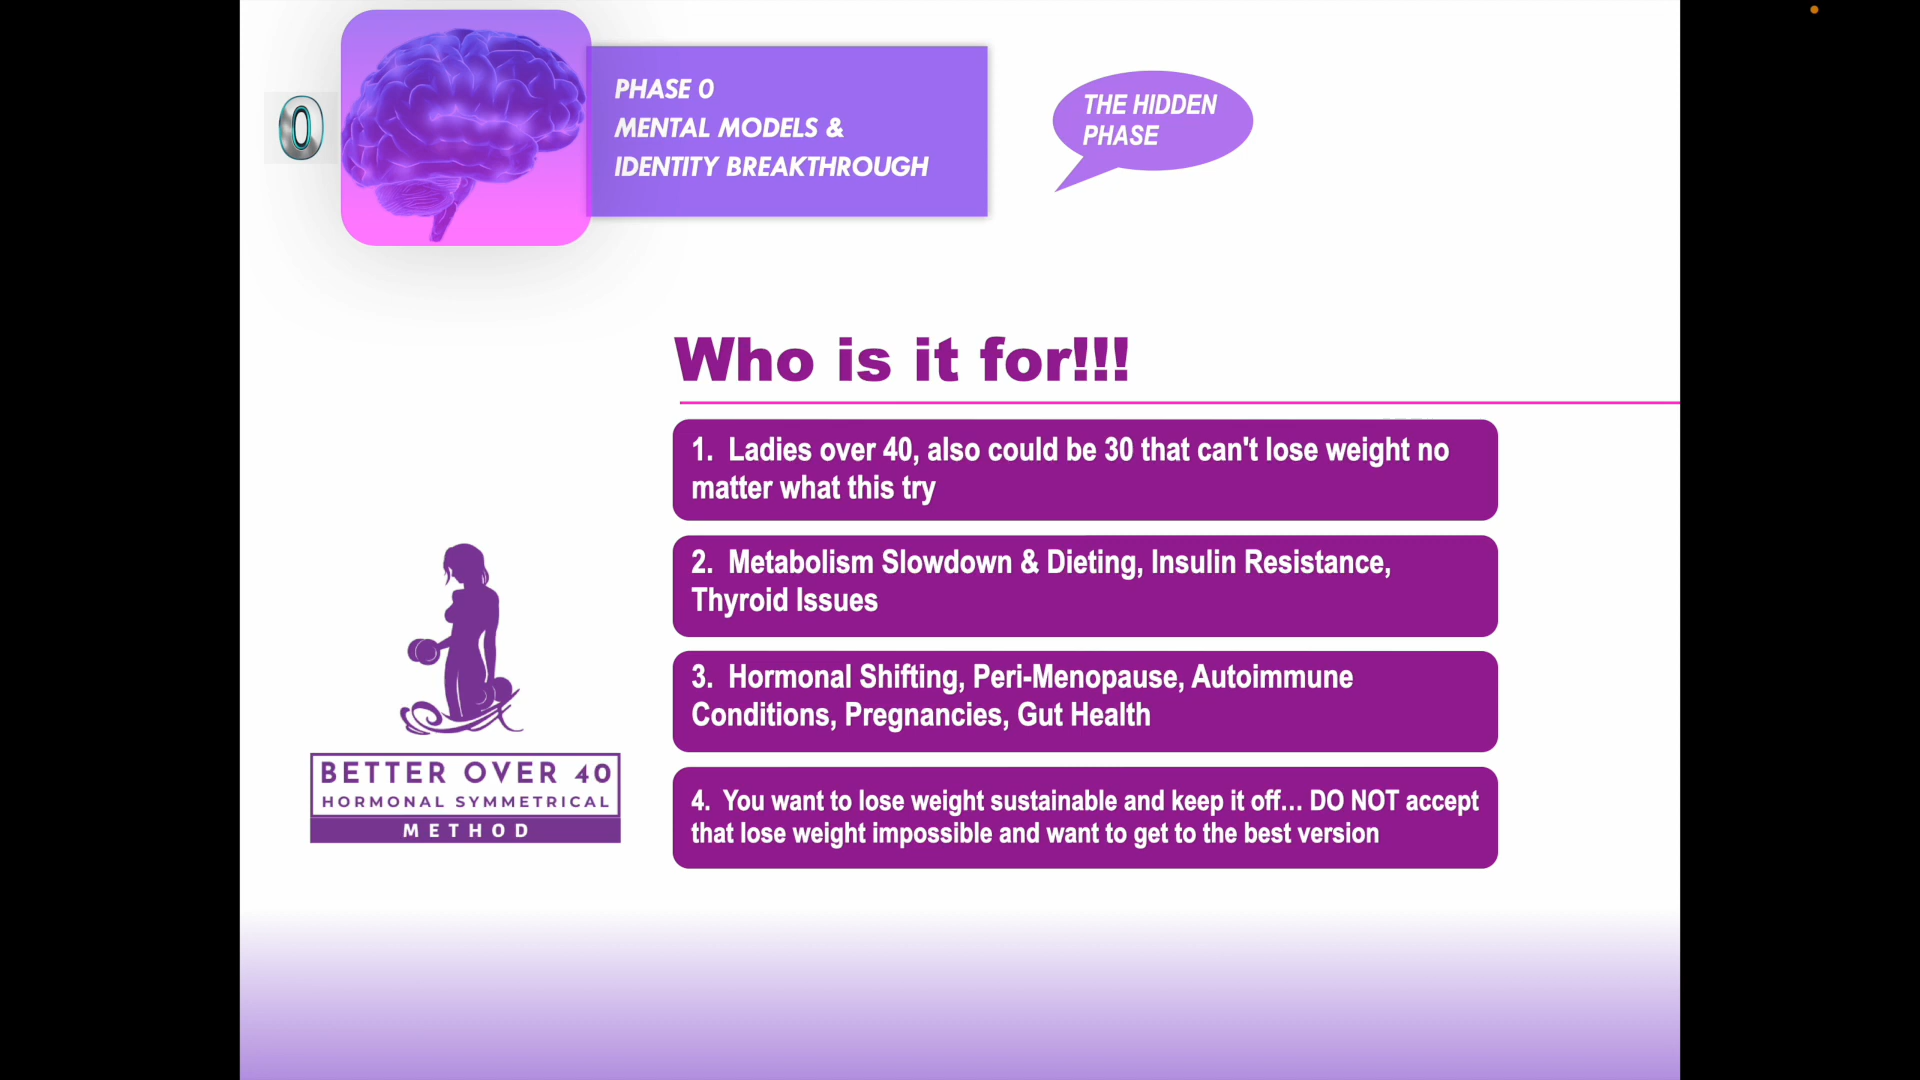 0
PHASE 0
MENTAL MODELS &
IDENTITY BREAKTHROUGH
THE HIDDEN
PHASE
Who is it for!!!
1. Ladies over 40, also could be 30 that can't lose weight no
matter what this try
2. Metabolism Slowdown & Dieting, Insulin Resistance,
Thyroid Issues
3. Hormonal Shifting, Peri-Menopause, Autoimmune
Conditions, Pregnancies, Gut Health
4. You want to lose weight sustainable and keep it off... DO NOT accept
that lose weight impossible and want to get to the best version
BETTER OVER 40
HORMONAL SYMMETRICAL
METHOD